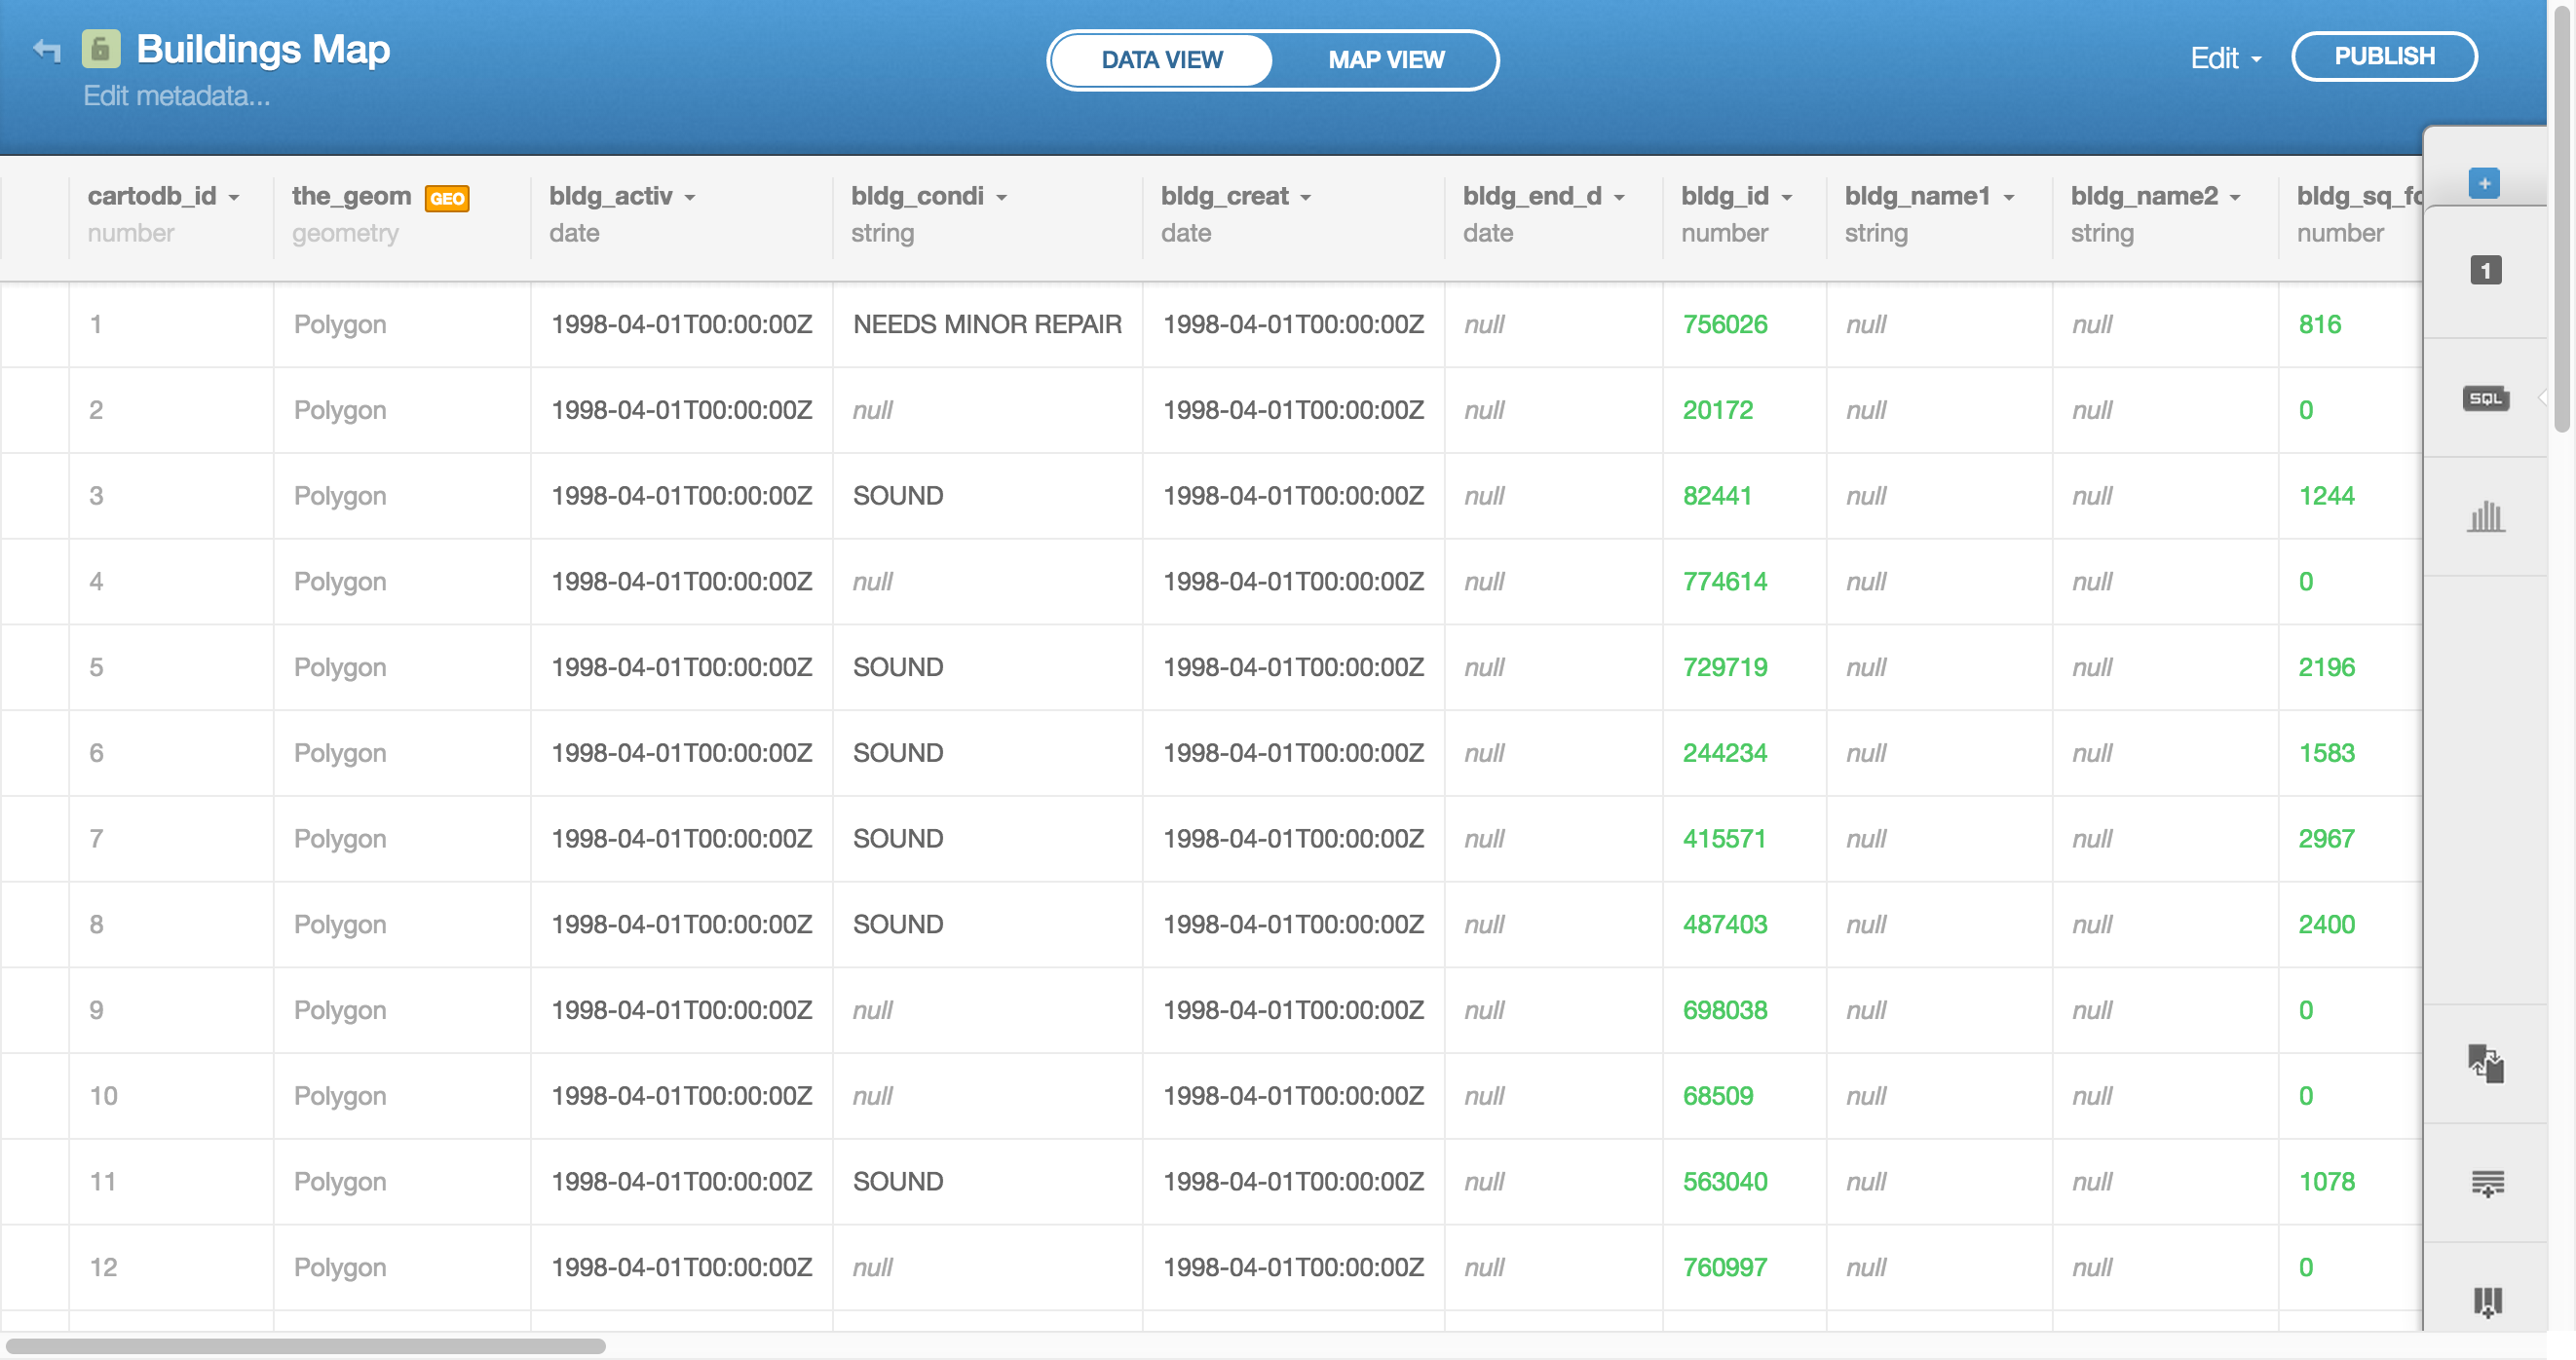 Buildings Map
Edit metadata...
DATA VIEW MAP VIEW
Edit PUBLISH
cartodb_id the_geom GEO bldg_activ bldg_condi bldg_creat bldg_end_d bldg_id bldg_name1 bldg_name2 bldg_sq_fo
number geometry date string date date number string string number
1 Polygon 1998-04-01T00:00:00Z NEEDS MINOR REPAIR 1998-04-01T00:00:00Z null 756026 null null 816
2 Polygon 1998-04-01T00:00:00Z null 1998-04-01T00:00:00Z null 20172 null null 0
3 Polygon 1998-04-01T00:00:00Z SOUND 1998-04-01T00:00:00Z null 82441 null null 1244
4 Polygon 1998-04-01T00:00:00Z null 1998-04-01T00:00:00Z null 774614 null null 0
5 Polygon 1998-04-01T00:00:00Z SOUND 1998-04-01T00:00:00Z null 729719 null null 2196
6 Polygon 1998-04-01T00:00:00Z SOUND 1998-04-01T00:00:00Z null 244234 null null 1583
7 Polygon 1998-04-01T00:00:00Z SOUND 1998-04-01T00:00:00Z null 415571 null null 2967
8 Polygon 1998-04-01T00:00:00Z SOUND 1998-04-01T00:00:00Z null 487403 null null 2400
9 Polygon 1998-04-01T00:00:00Z null 1998-04-01T00:00:00Z null 698038 null null 0
10 Polygon 1998-04-01T00:00:00Z null 1998-04-01T00:00:00Z null 68509 null null 0
11 Polygon 1998-04-01T00:00:00Z SOUND 1998-04-01T00:00:00Z null 563040 null null 1078
12 Polygon 1998-04-01T00:00:00Z null 1998-04-01T00:00:00Z null 760997 null null 0
1
SQL